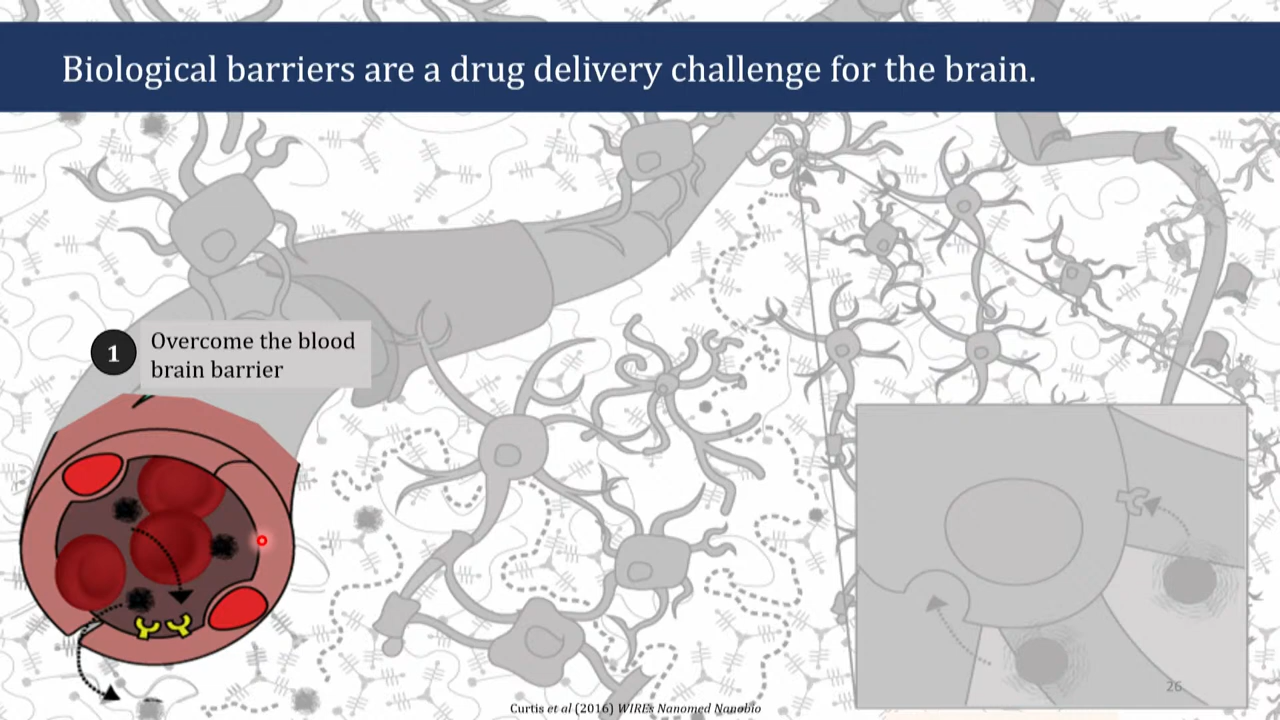 Biological barriers are a drug delivery challenge for the brain.
1
Overcome the blood
brain barrier
26
Curtis et al (2016) WIREs Nanomed Nanobio